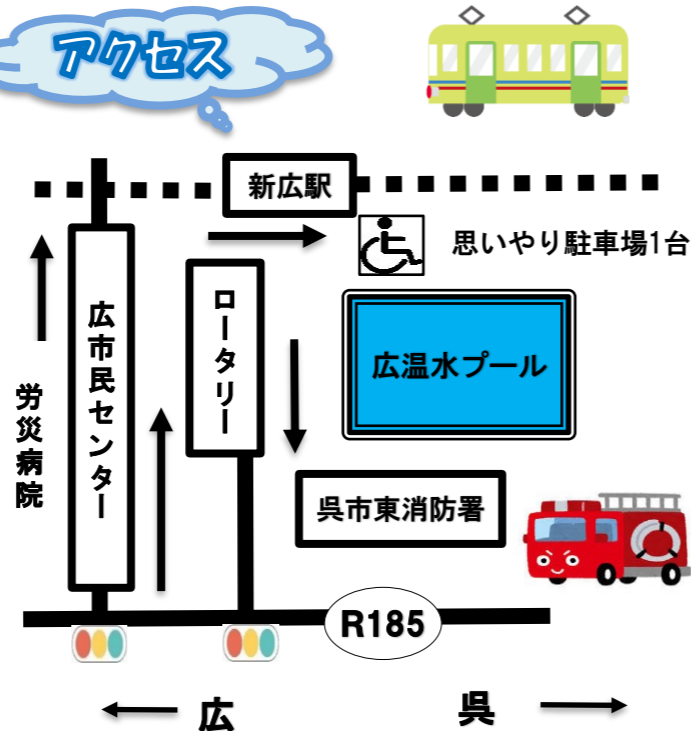 アクセス
新広駅
思いやり駐車場1台
ロータリー
広市民センター
広温水プール
労災病院
呉市東消防署
R185
広
呉